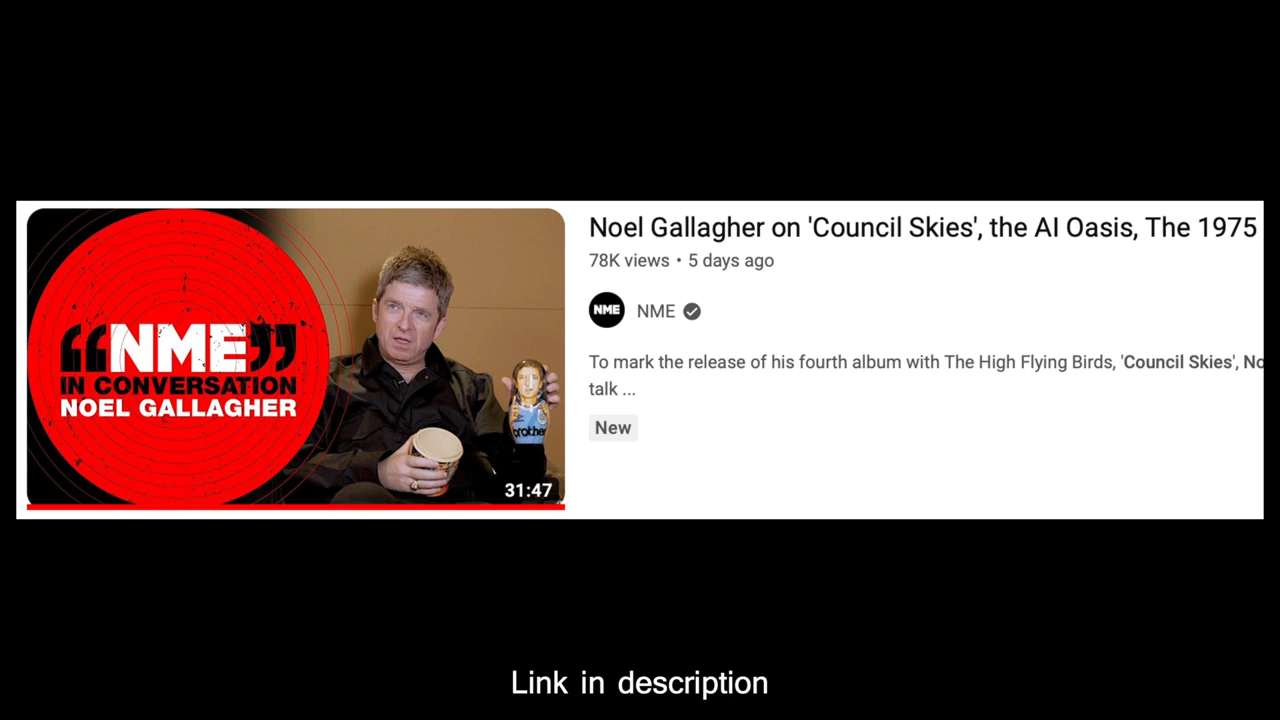 “NME”
IN CONVERSATION
NOEL GALLAGHER
brother
31:47
Noel Gallagher on 'Council Skies', the AI Oasis, The 1975
78K views • 5 days ago
NME
NME
To mark the release of his fourth album with The High Flying Birds, 'Council Skies', No
talk ...
New
Link in description